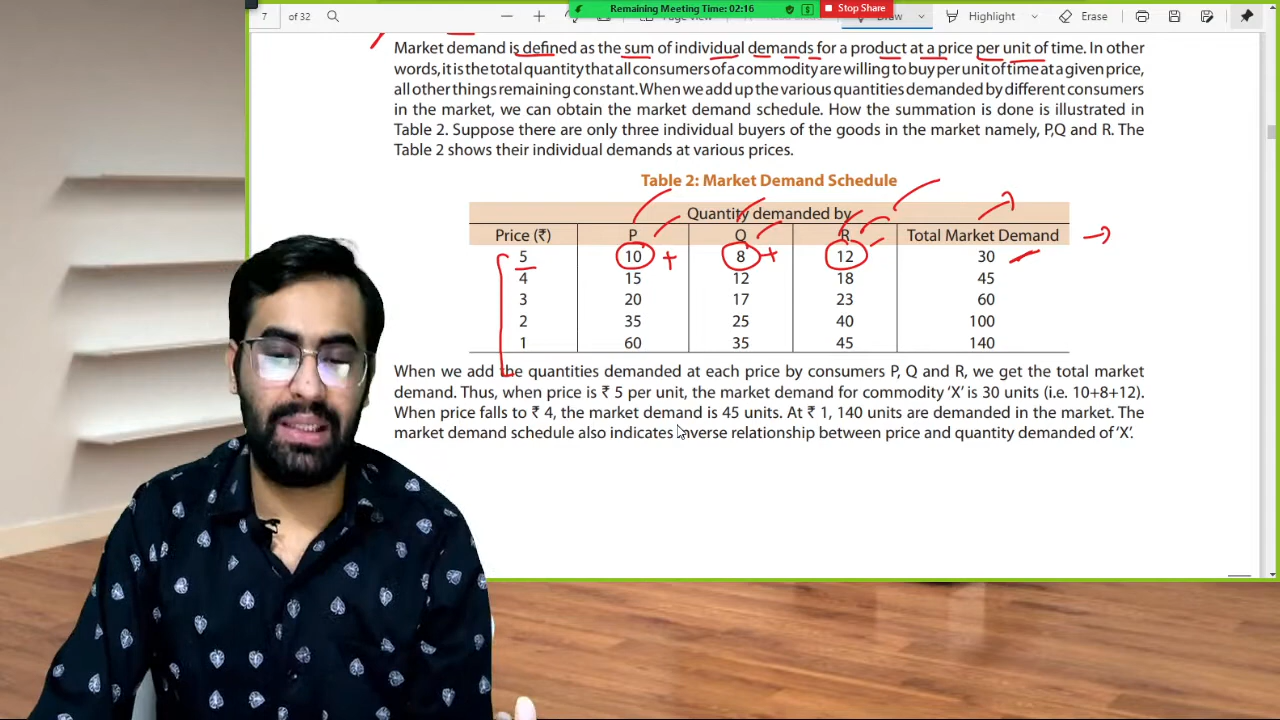 7 of 32
Remaining Meeting Time: 02:16 Stop Share
Draw Highlight Erase
Market demand is defined as the sum of individual demands for a product at a price per unit of time. In other
words, it is the total quantity that all consumers of a commodity are willing to buy per unit of time at a given price,
all other things remaining constant. When we add up the various quantities demanded by different consumers
in the market, we can obtain the market demand schedule. How the summation is done is illustrated in
Table 2. Suppose there are only three individual buyers of the goods in the market namely, P,Q and R. The
Table 2 shows their individual demands at various prices.
Table 2: Market Demand Schedule
Quantity demanded by
Price (₹) P Q R Total Market Demand
5 10 + 8 + 12 = 30
4 15 12 18 45
3 20 17 23 60
2 35 25 40 100
1 60 35 45 140
When we add the quantities demanded at each price by consumers P, Q and R, we get the total market
demand. Thus, when price is ₹ 5 per unit, the market demand for commodity 'X' is 30 units (i.e. 10+8+12).
When price falls to ₹ 4, the market demand is 45 units. At ₹ 1, 140 units are demanded in the market. The
market demand schedule also indicates inverse relationship between price and quantity demanded of 'X'.